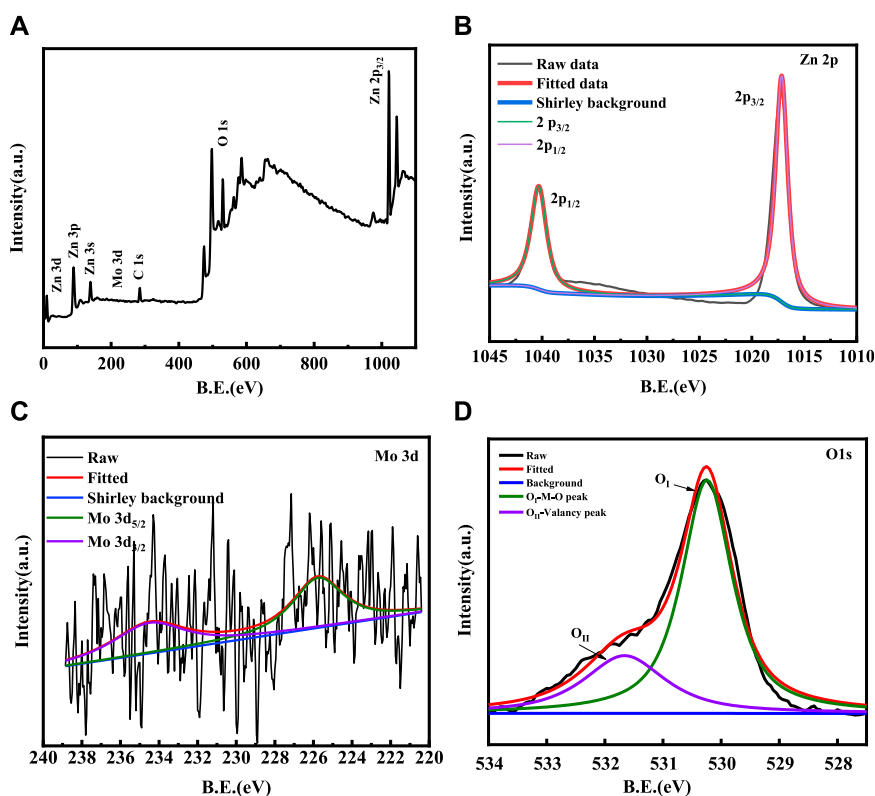 A
Zn 3d
Zn 3p
Zn 3s
Mo 3d
C 1s
O 1s
Zn 2p3/2
Intensity(a.u.)
0 200 400 600 800 1000
B.E.(eV)
B
Raw data
Fitted data
Shirley background
2 p3/2
2p1/2
Zn 2p
2p3/2
2p1/2
Intensity(a.u.)
1045 1040 1035 1030 1025 1020 1015 1010
B.E.(eV)
C
Raw
Fitted
Shirley background
Mo 3d5/2
Mo 3d3/2
Mo 3d
Intensity(a.u.)
240 238 236 234 232 230 228 226 224 222 220
B.E.(eV)
D
Raw
Fitted
Background
OI-M-O peak
OII-Valancy peak
O1s
OI
OII
Intensity(a.u.)
534 533 532 531 530 529 528
B.E.(eV)